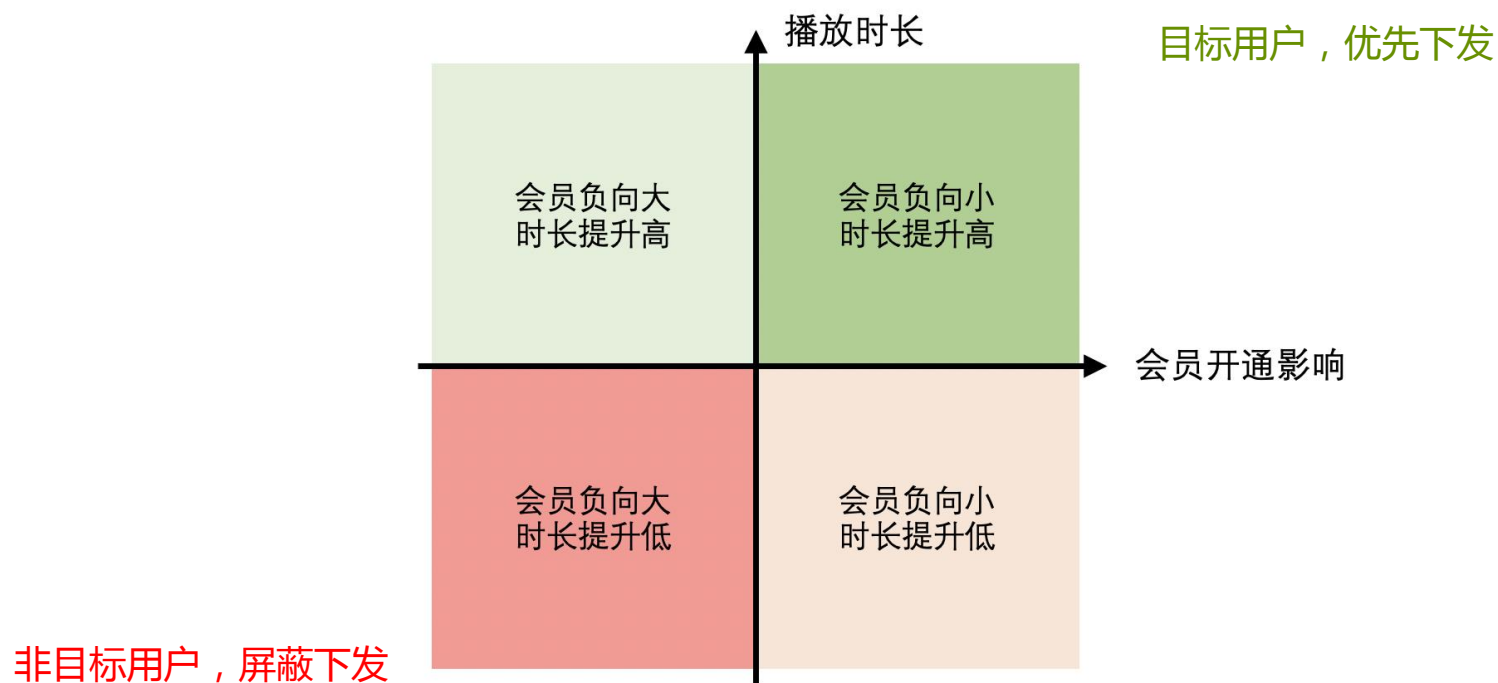 播放时长
目标用户，优先下发
会员负向大
时长提升高
会员负向小
时长提升高
会员开通影响
会员负向大
时长提升低
会员负向小
时长提升低
非目标用户，屏蔽下发